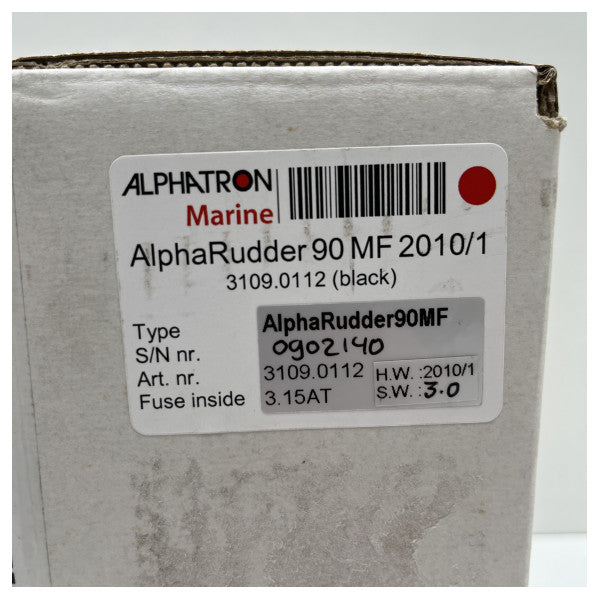 ALPHATRON
Marine
AlphaRudder 90 MF 2010/1
3109.0112 (black)
Type AlphaRudder90MF
S/N nr. 0902140
Art. nr. 3109.0112 H.W. :2010/1
Fuse inside 3.15AT S.W. :3.0